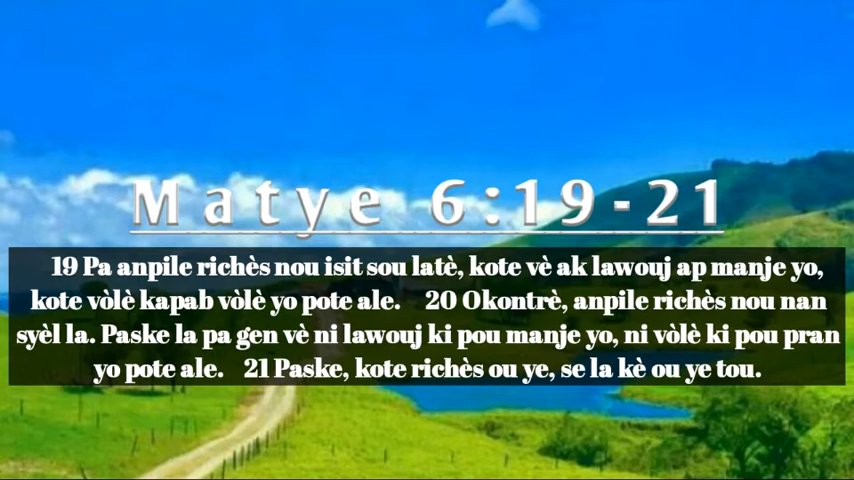 Matye 6:19-21
19 Pa anpile richès nou isit sou latè, kote vè ak lawouj ap manje yo,
kote vòlè kapab vòlè yo pote ale. 20 Okontrè, anpile richès nou nan
syèl la. Paske la pa gen vè ni lawouj ki pou manje yo, ni vòlè ki pou pran
yo pote ale. 21 Paske, kote richès ou ye, se la kè ou ye tou.